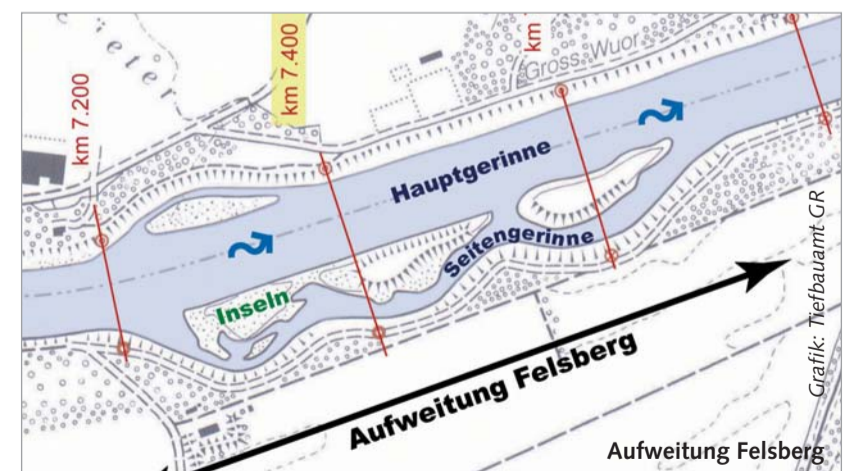 km 7.200
km 7.400
km
Gross Wuor
Hauptgerinne
Seitengerinne
Inseln
Aufweitung Felsberg
Grafik: Tiefbauamt GR
Aufweitung Felsberg